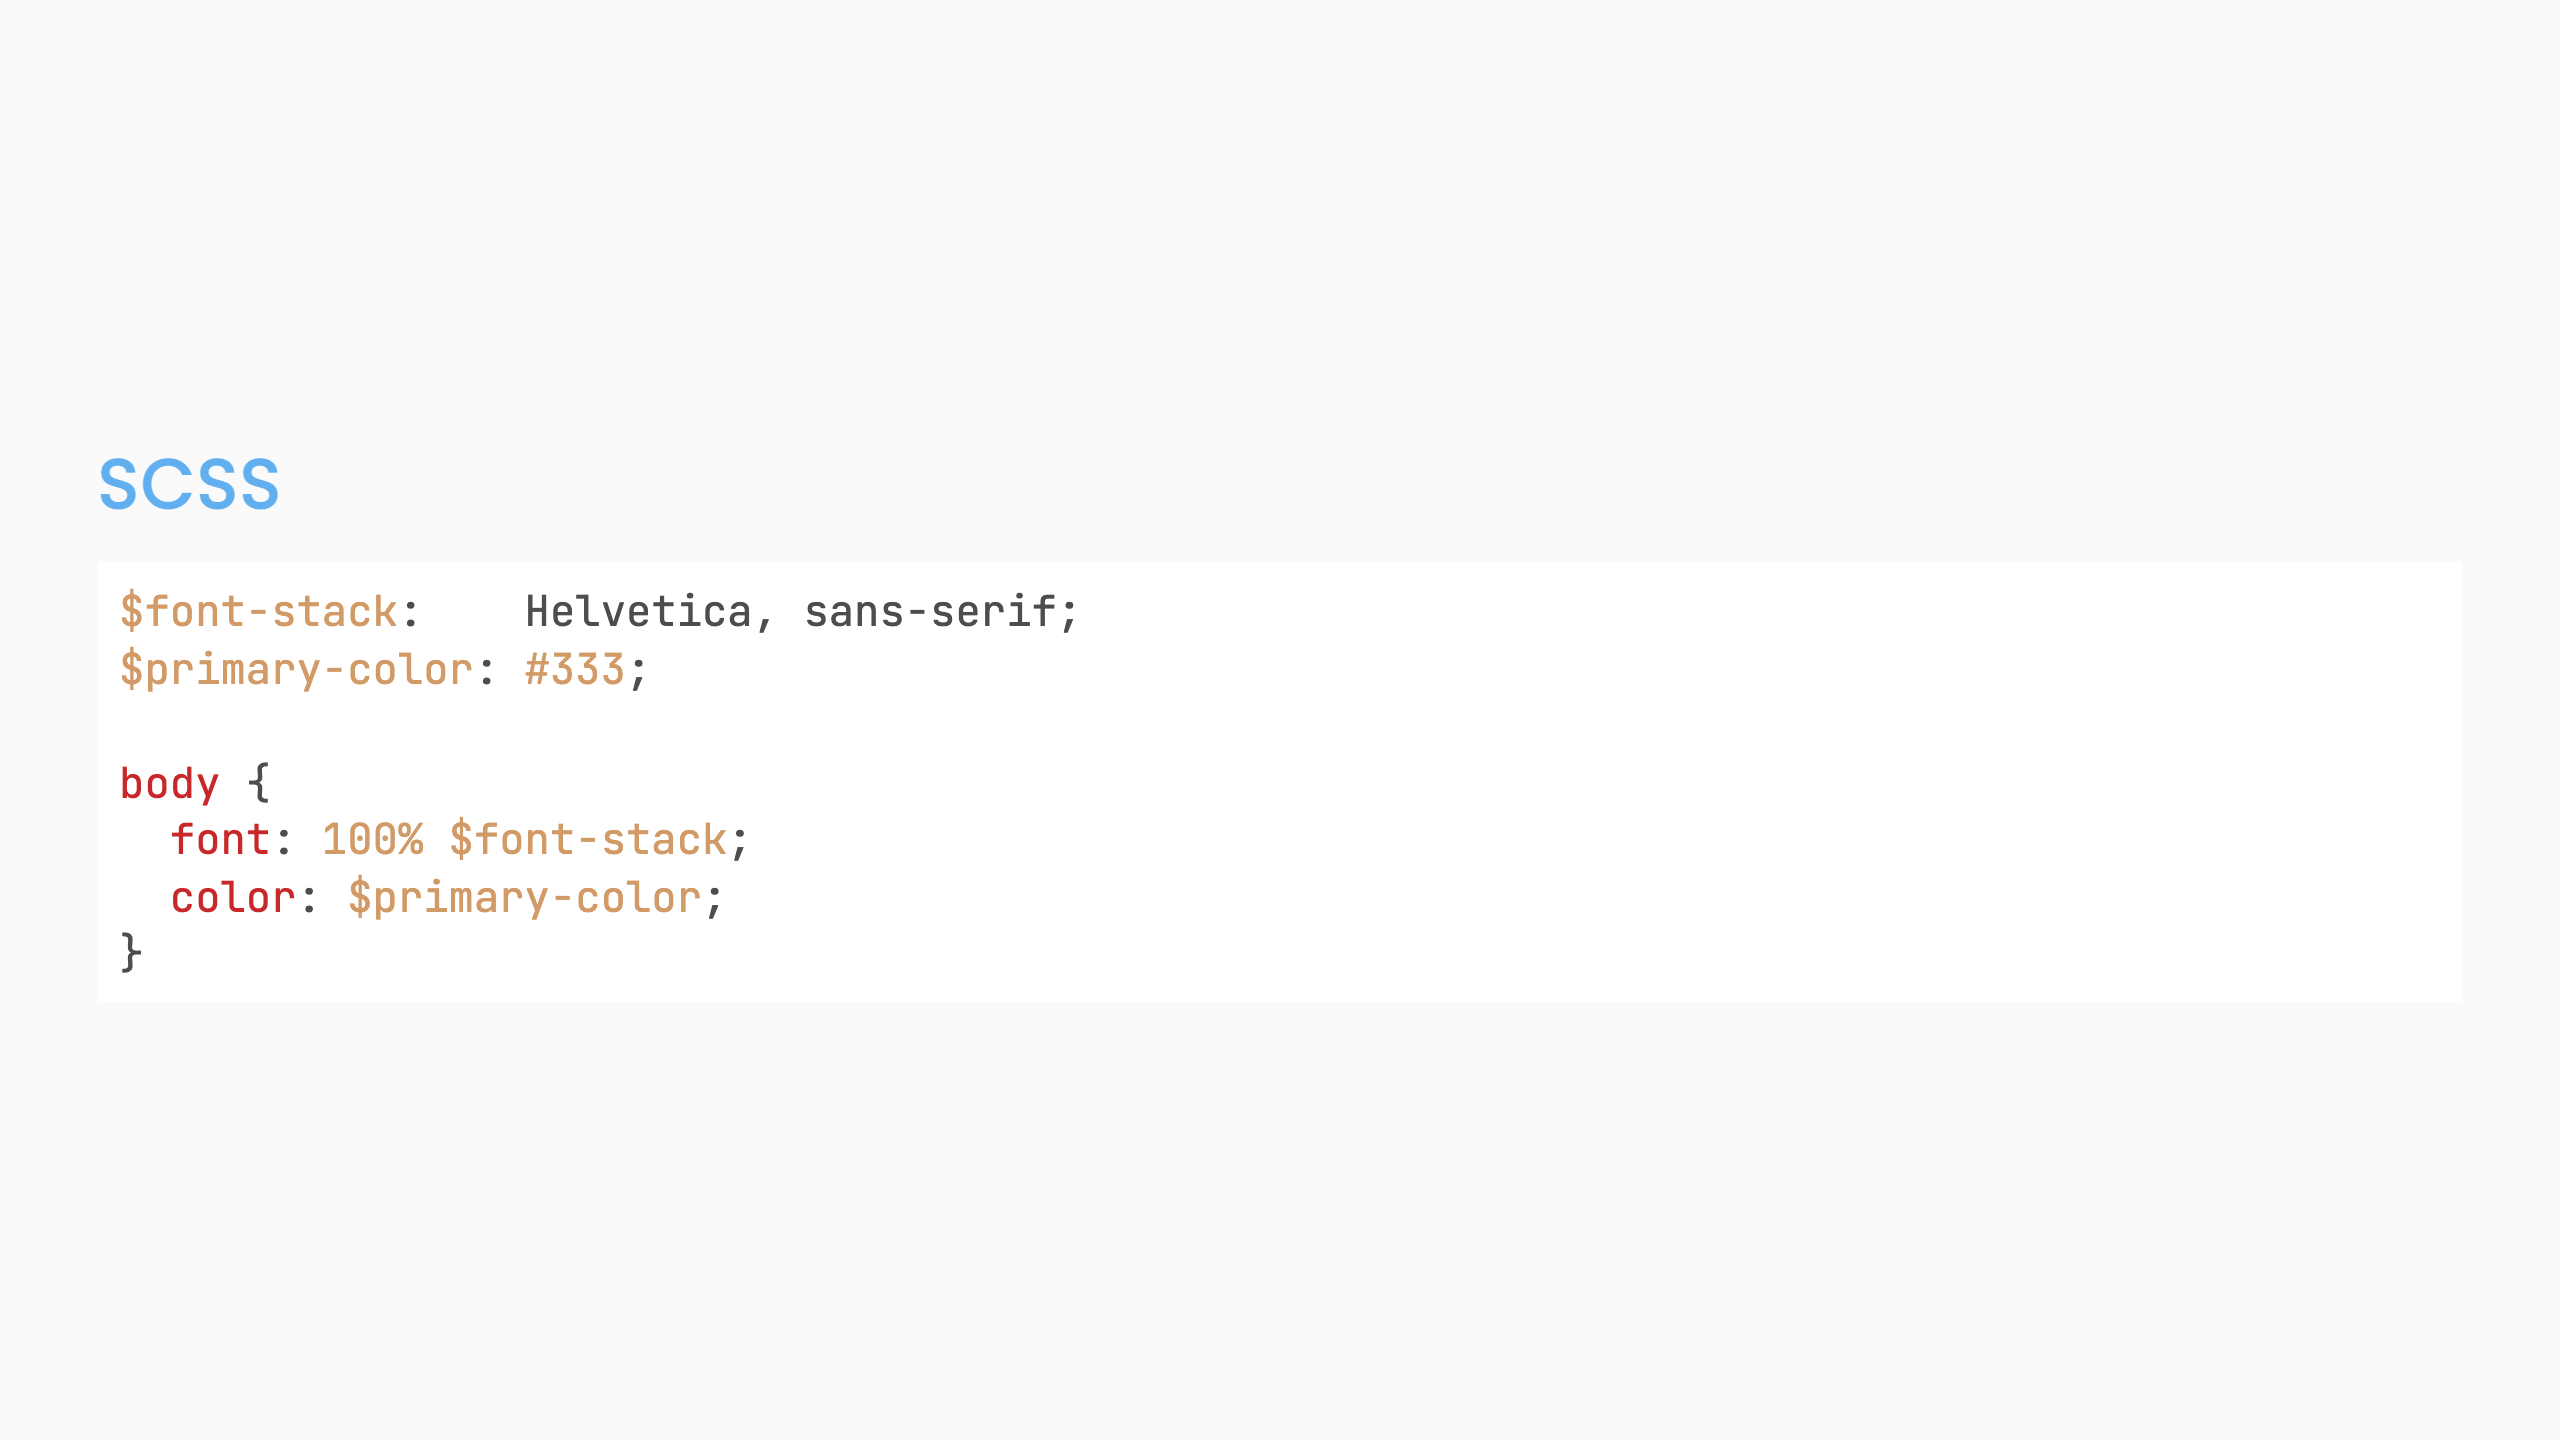 SCSS
$font-stack:    Helvetica, sans-serif;
$primary-color: #333;

body {
  font: 100% $font-stack;
  color: $primary-color;
}